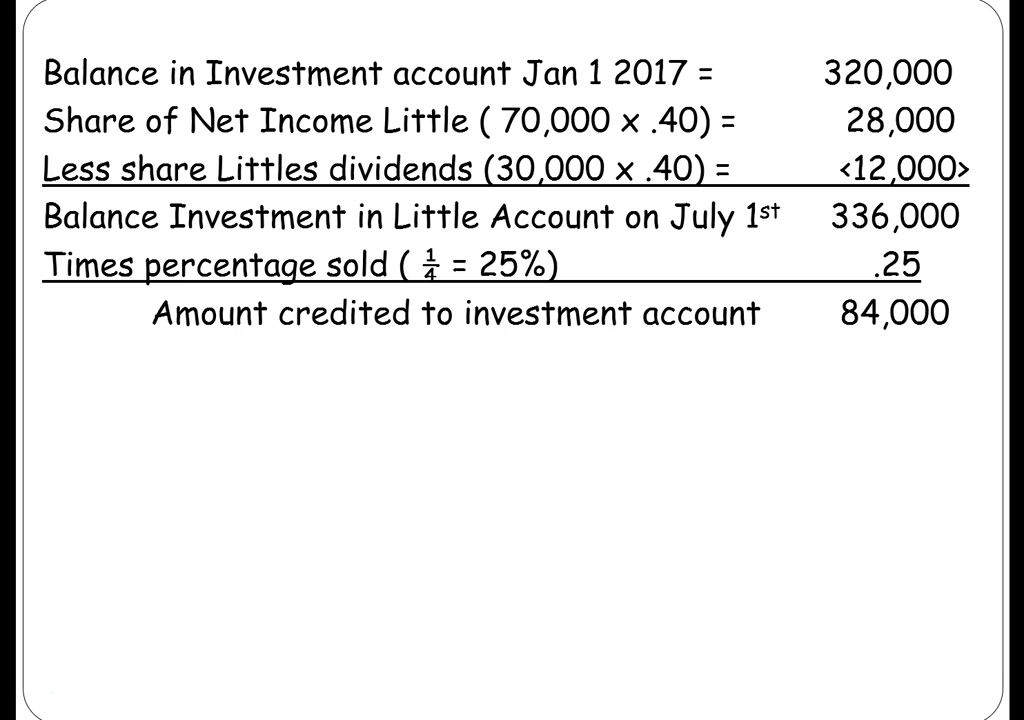 Balance in Investment account Jan 1 2017 = 320,000
Share of Net Income Little ( 70,000 x .40) = 28,000
Less share Littles dividends (30,000 x .40) = <12,000>
Balance Investment in Little Account on July 1st 336,000
Times percentage sold ( ¼ = 25%) .25
Amount credited to investment account 84,000